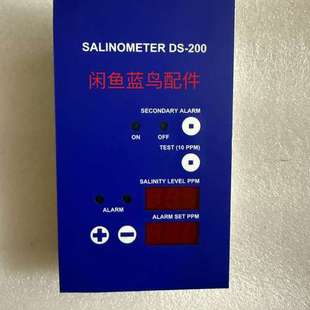 SALINOMETER DS-200
闲鱼蓝鸟配件
SECONDARY ALARM
ON
OFF
TEST (10 PPM)
SALINITY LEVEL PPM
ALARM
ALARM SET PPM